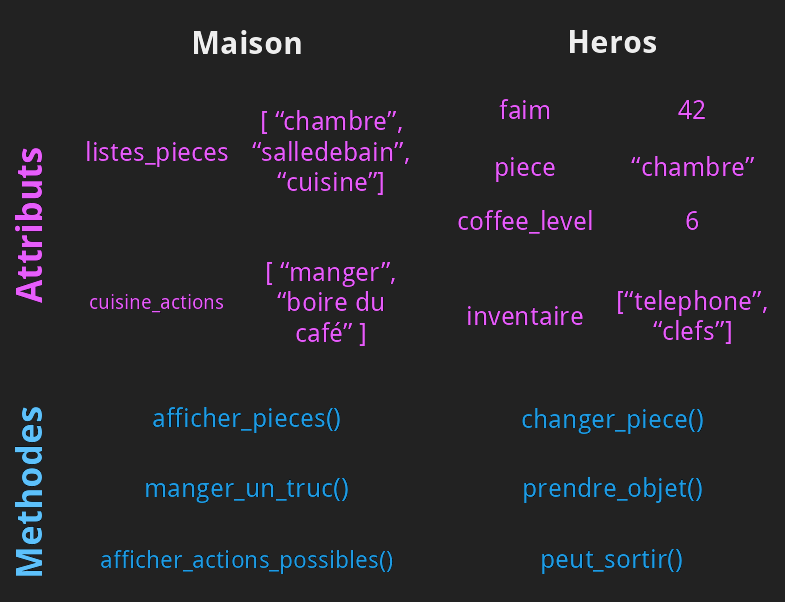 Maison
Heros
Attributs
listes_pieces
[ “chambre”,
“salledebain”,
“cuisine”]
cuisine_actions
[ “manger”,
“boire du
café” ]
faim
42
piece
“chambre”
coffee_level
6
inventaire
[“telephone”,
“clefs”]
Methodes
afficher_pieces()
changer_piece()
manger_un_truc()
prendre_objet()
afficher_actions_possibles()
peut_sortir()